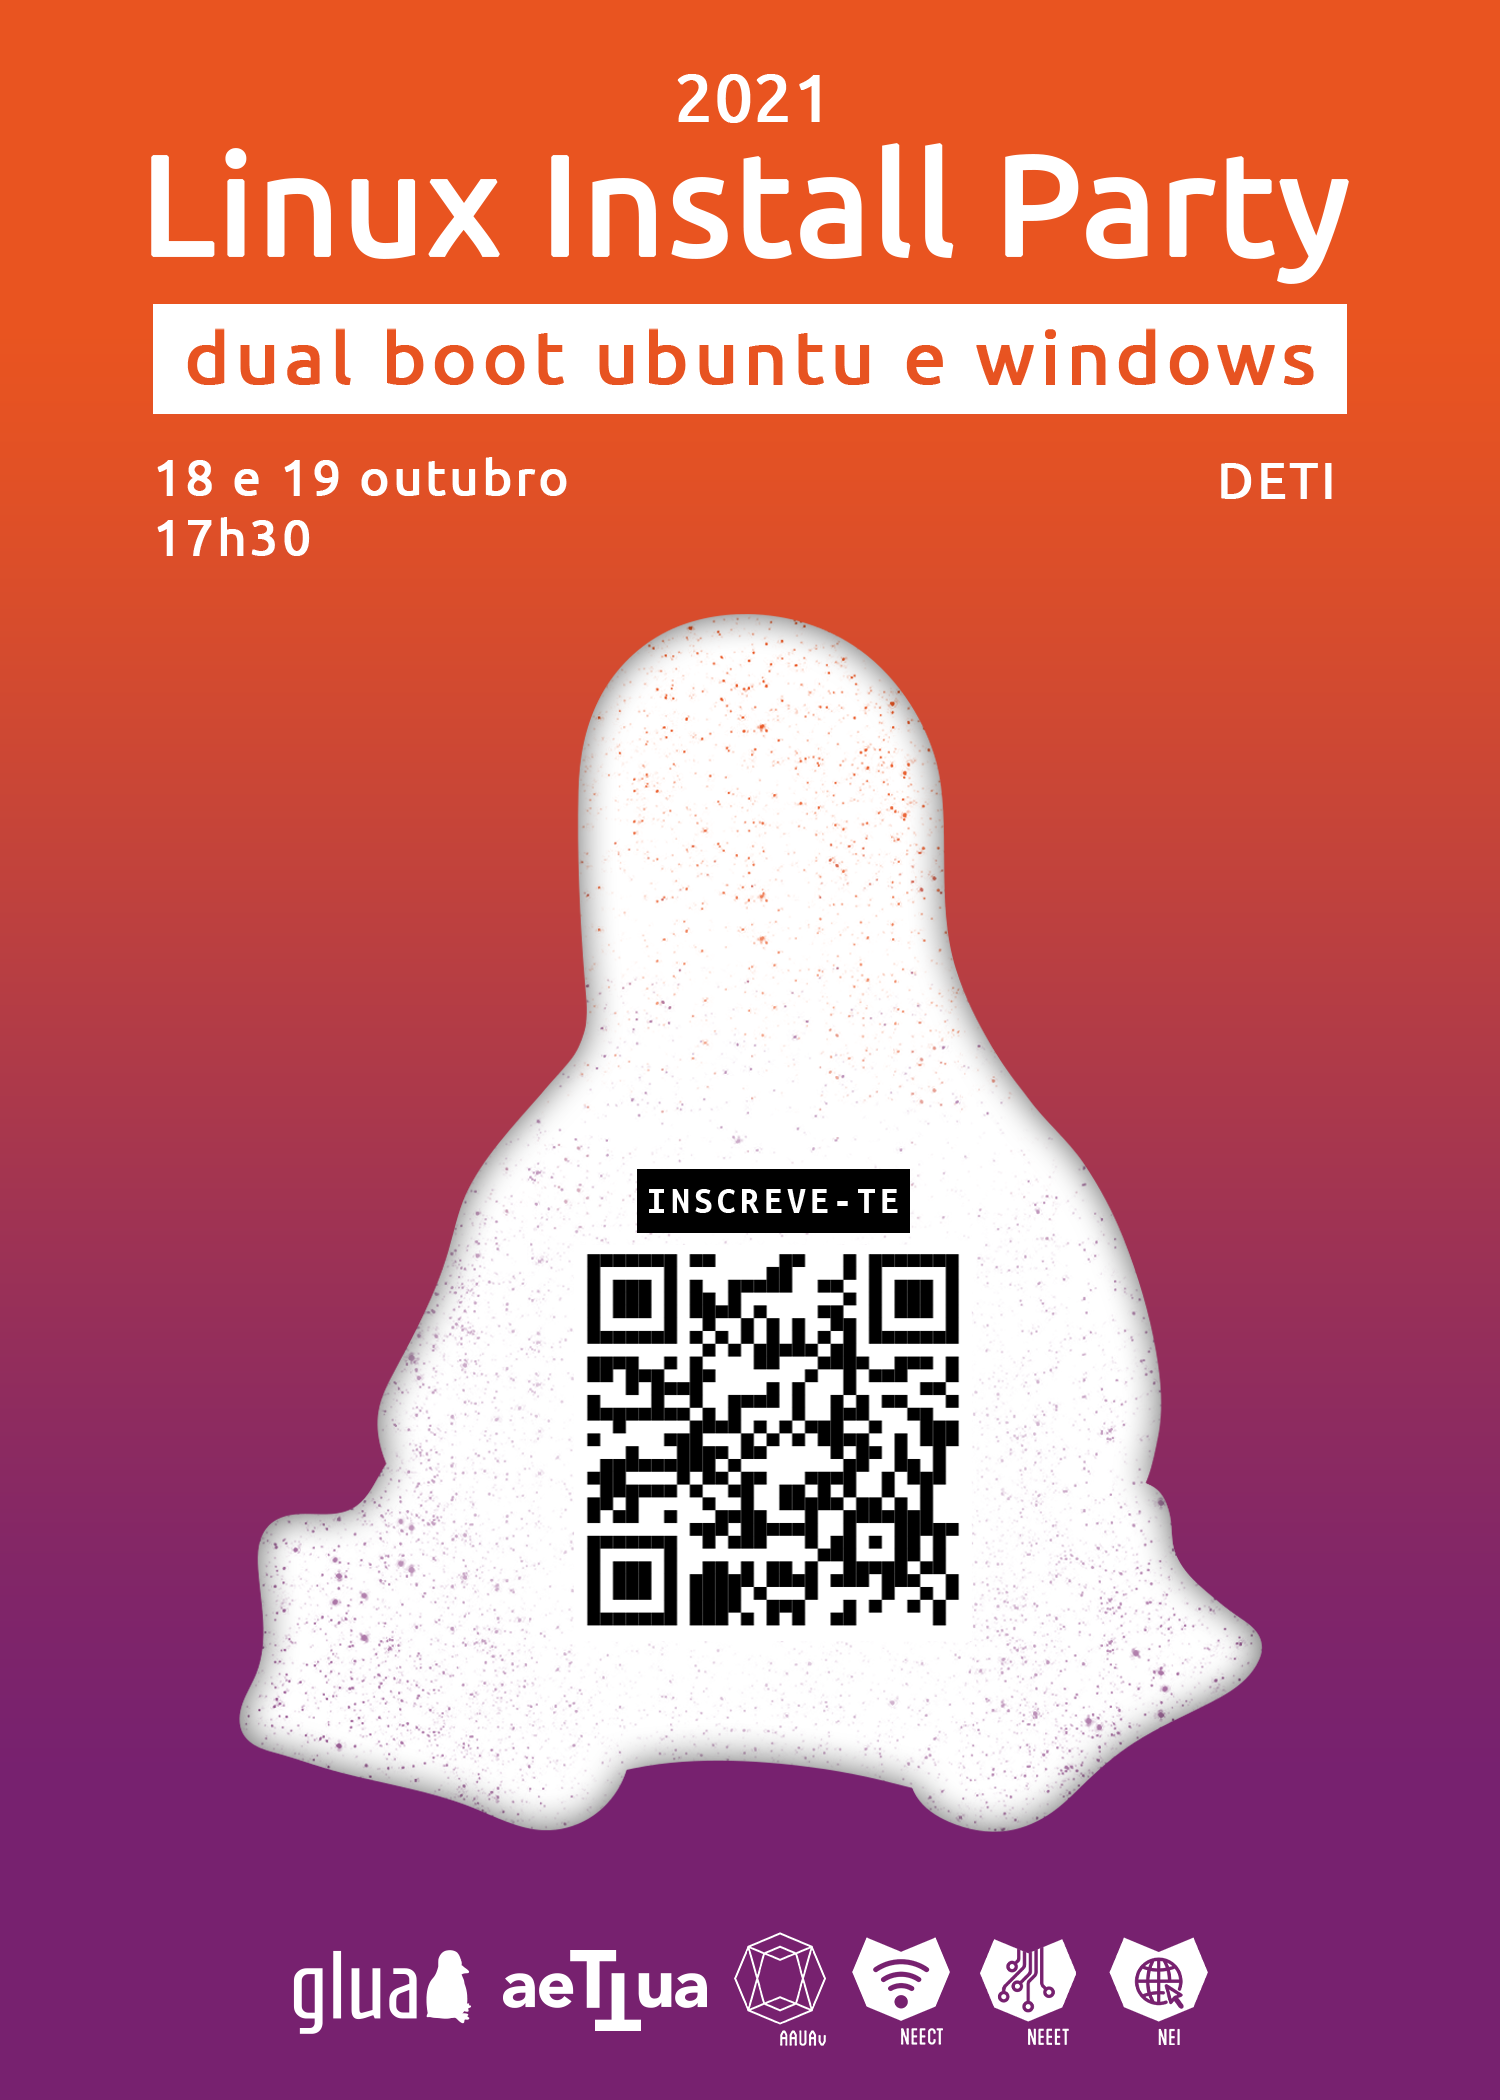 2021
Linux Install Party
dual boot ubuntu e windows
18 e 19 outubro
DETI
17h30
INSCREVE-TE
glua
aeTTua
AAUAv
NEECT
NEEET
NEI